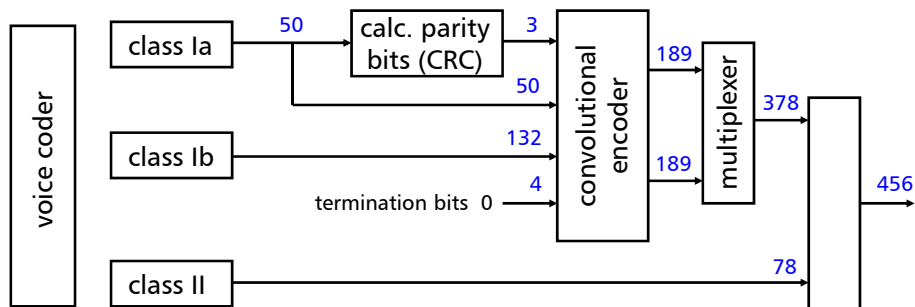 voice coder
class Ia
50
calc. parity
bits (CRC)
3
50
class Ib
132
termination bits 0
4
convolutional
encoder
189
189
multiplexer
378
class II
78
456